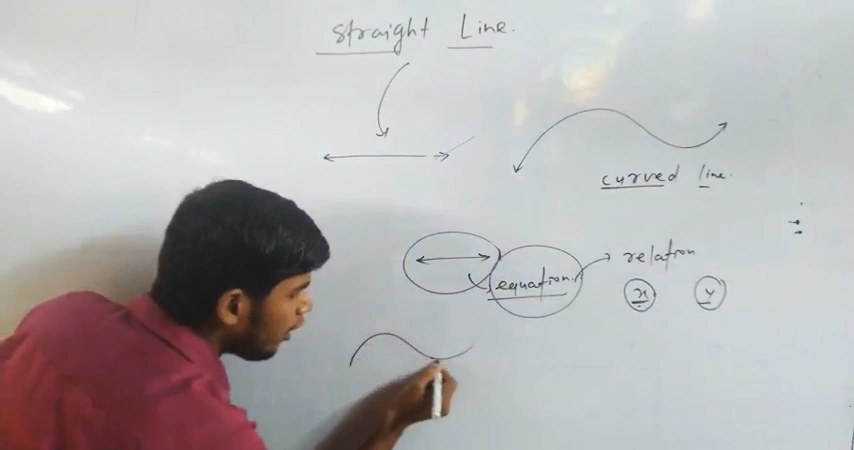 straight Line.
curved line.
equation.
relation
x y